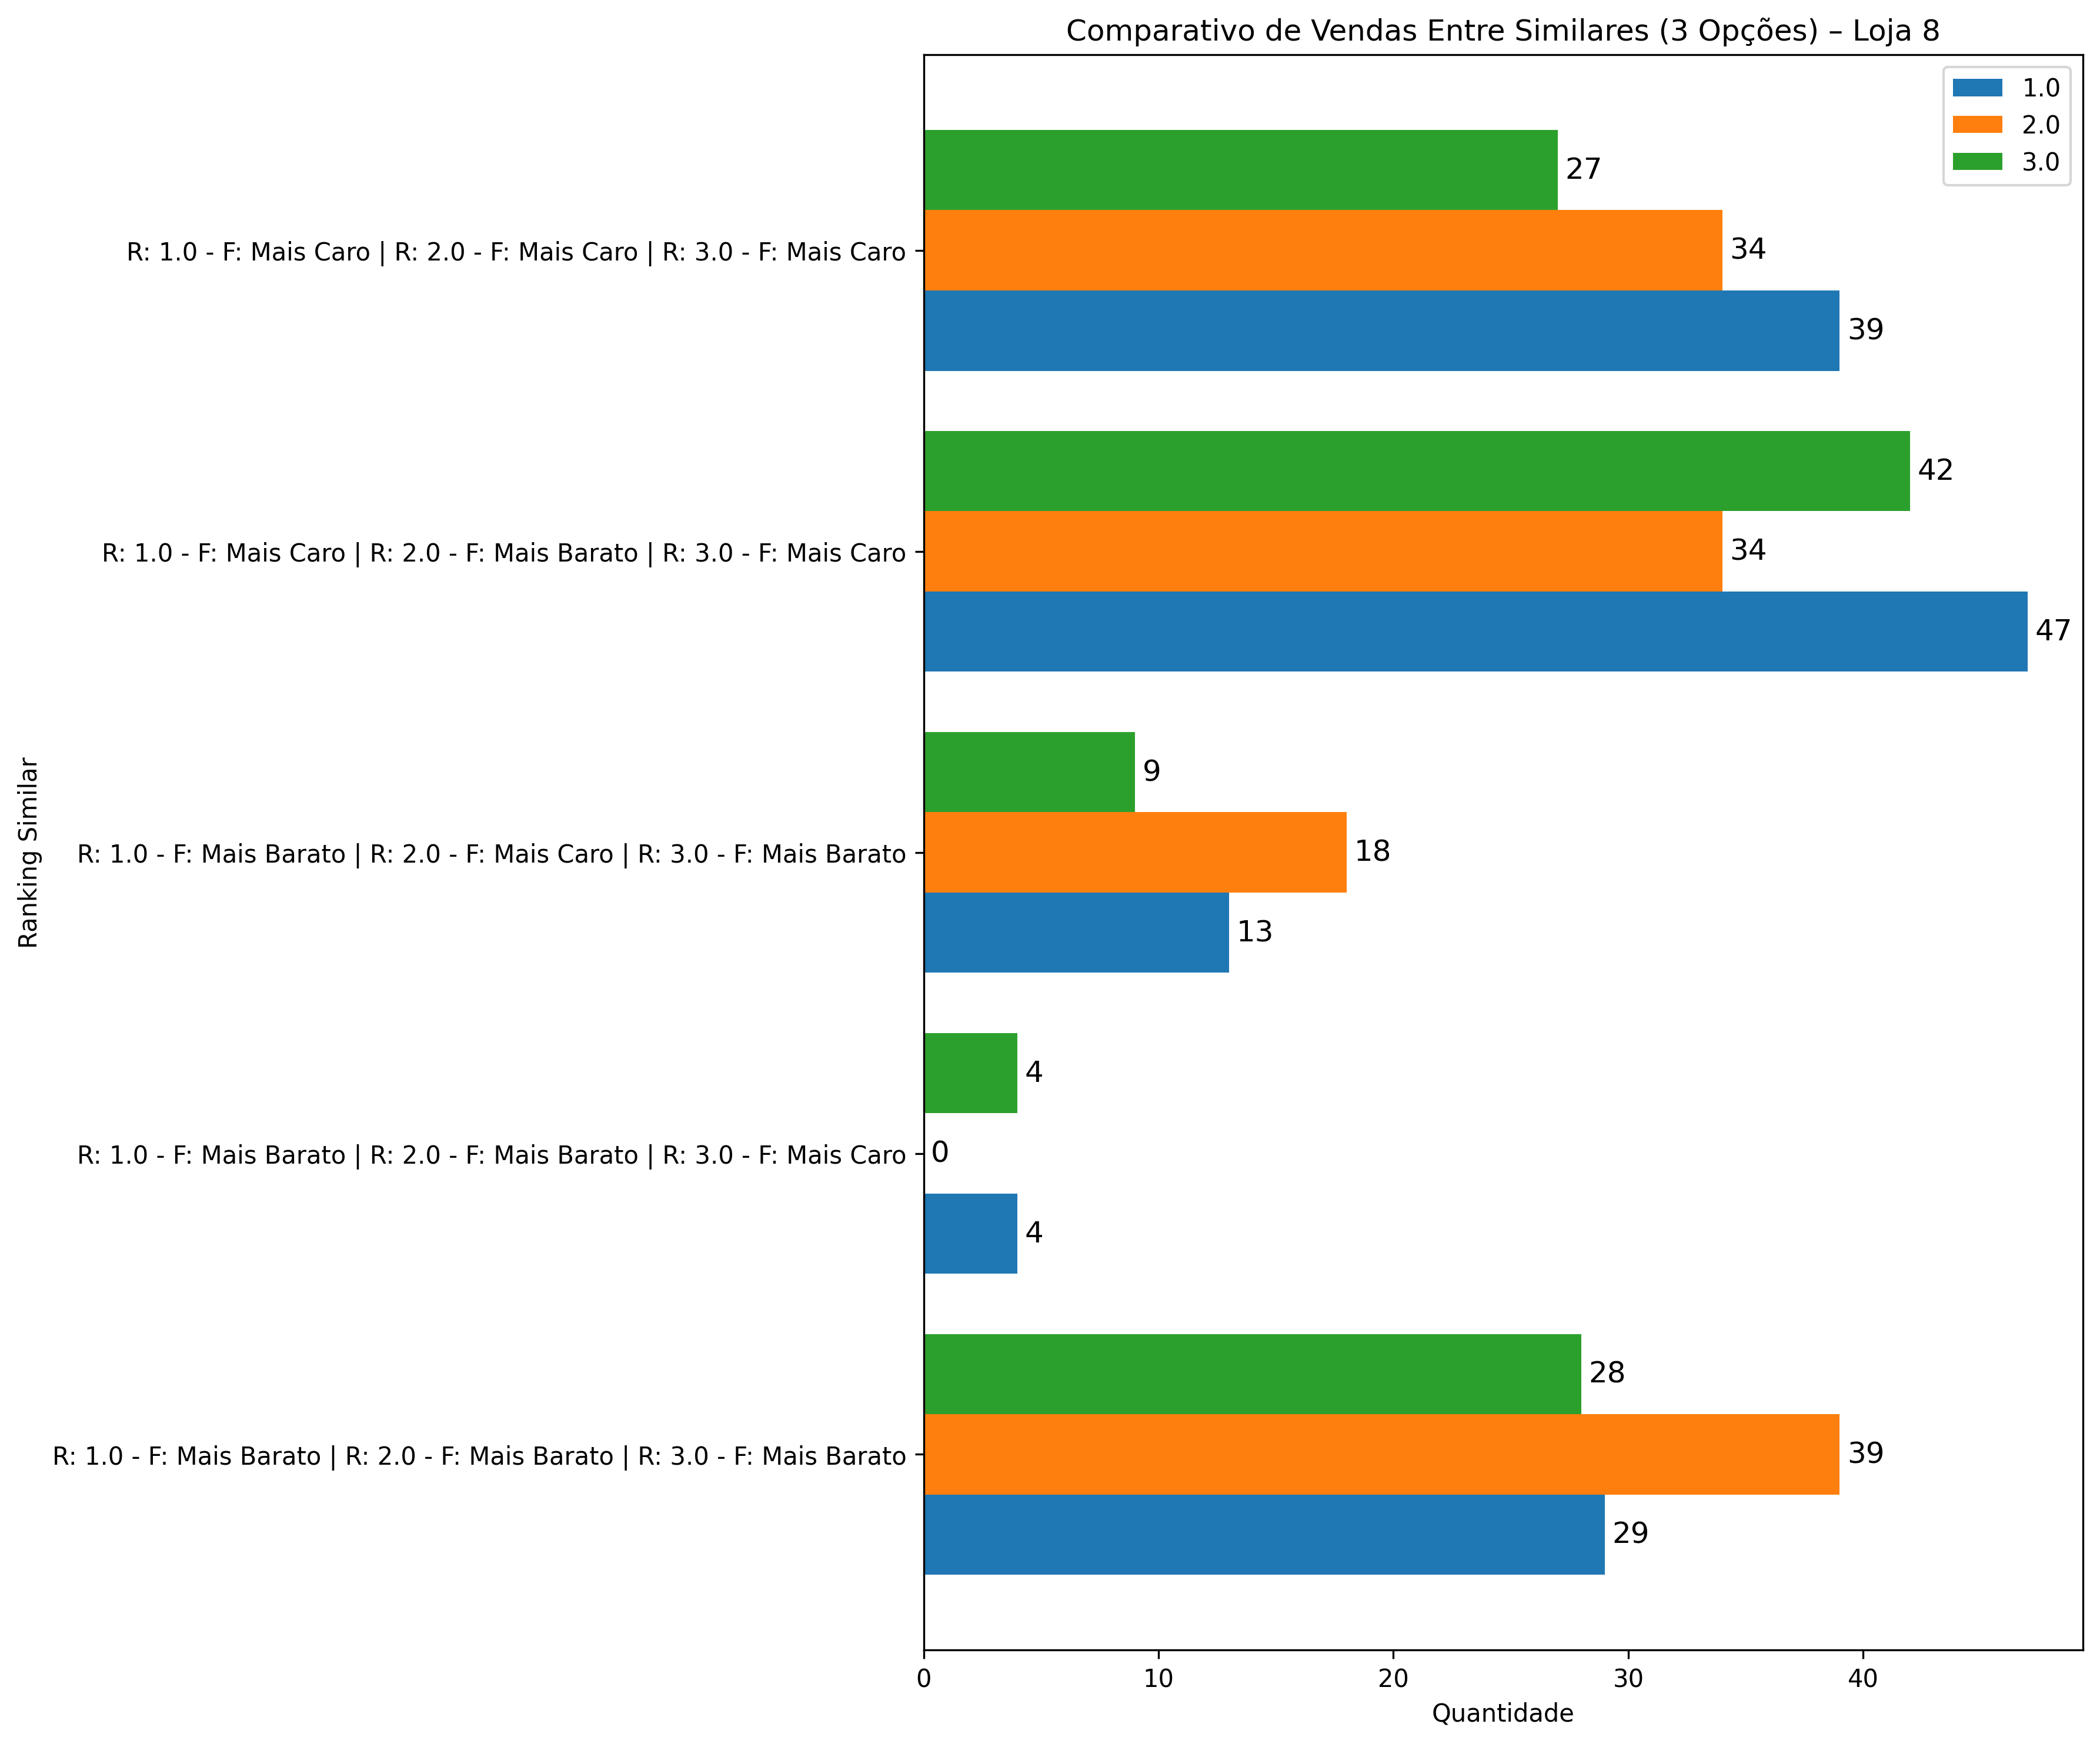 Comparativo de Vendas Entre Similares (3 Opções) – Loja 8
1.0
2.0
3.0
R: 1.0 - F: Mais Caro | R: 2.0 - F: Mais Caro | R: 3.0 - F: Mais Caro
27
34
39
R: 1.0 - F: Mais Caro | R: 2.0 - F: Mais Barato | R: 3.0 - F: Mais Caro
42
34
47
R: 1.0 - F: Mais Barato | R: 2.0 - F: Mais Caro | R: 3.0 - F: Mais Barato
9
18
13
R: 1.0 - F: Mais Barato | R: 2.0 - F: Mais Barato | R: 3.0 - F: Mais Caro
4
0
4
R: 1.0 - F: Mais Barato | R: 2.0 - F: Mais Barato | R: 3.0 - F: Mais Barato
28
39
29
Ranking Similar
0 10 20 30 40
Quantidade